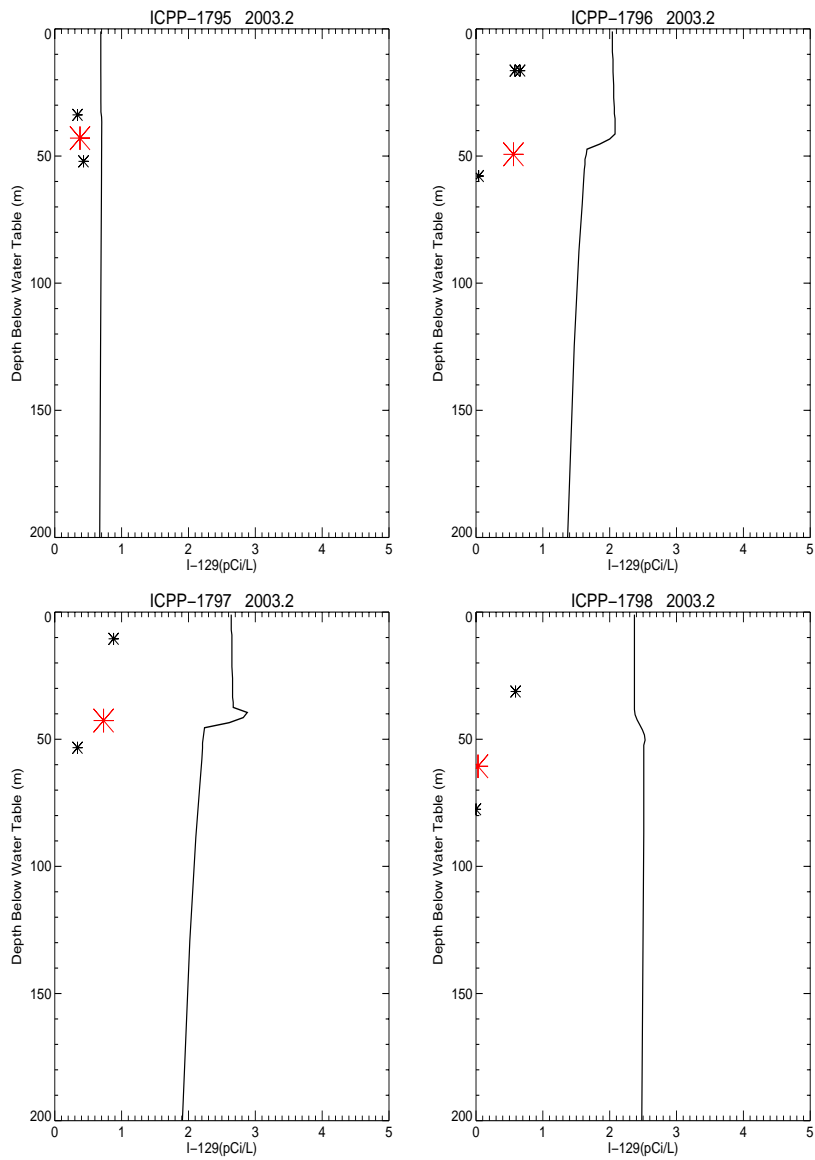 ICPP−1795 2003.2
0
50
100
150
200
Depth Below Water Table (m)
0 1 2 3 4 5
I−129(pCi/L)
ICPP−1796 2003.2
0
50
100
150
200
Depth Below Water Table (m)
0 1 2 3 4 5
I−129(pCi/L)
ICPP−1797 2003.2
0
50
100
150
200
Depth Below Water Table (m)
0 1 2 3 4 5
I−129(pCi/L)
ICPP−1798 2003.2
0
50
100
150
200
Depth Below Water Table (m)
0 1 2 3 4 5
I−129(pCi/L)